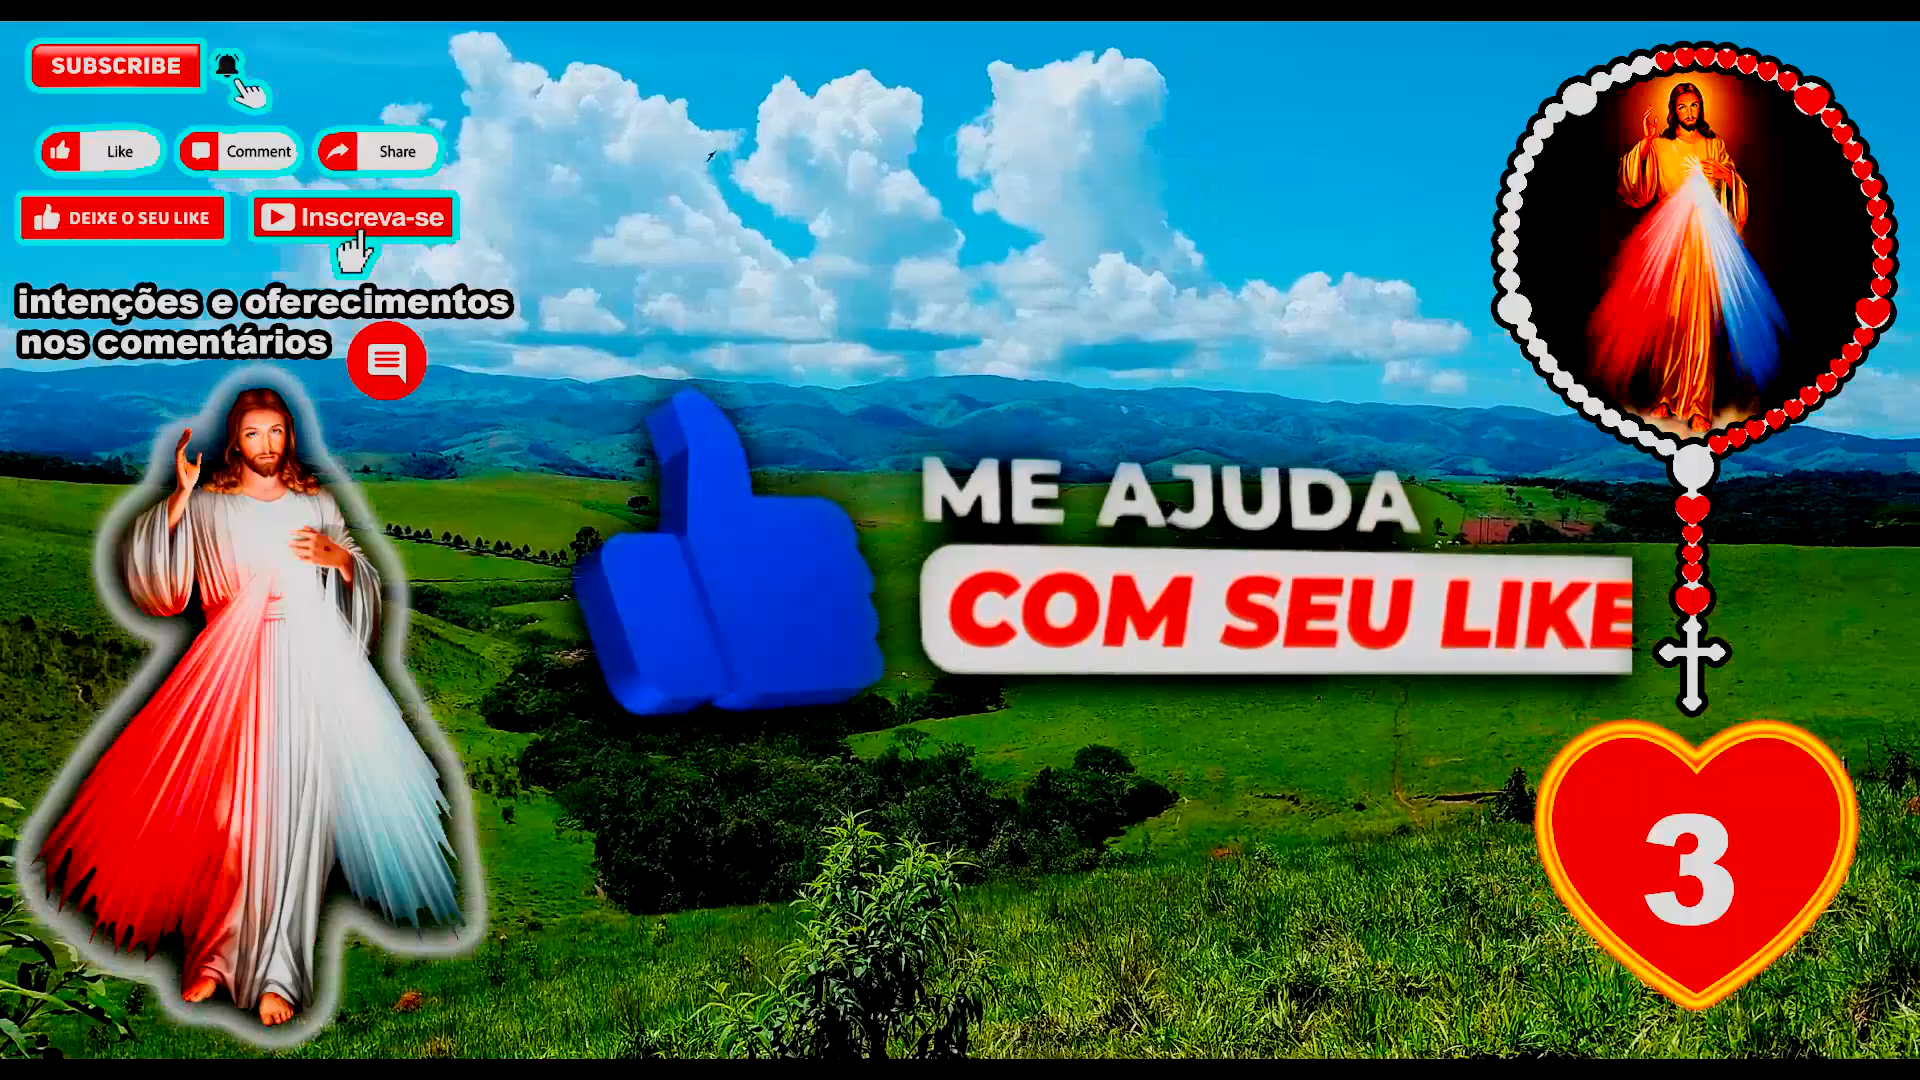 SUBSCRIBE
Like
Comment
Share
DEIXE O SEU LIKE
Inscreva-se
intenções e oferecimentos
nos comentários
ME AJUDA
COM SEU LIKE
3